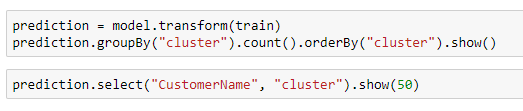 prediction = model.transform(train)
prediction.groupBy("cluster").count().orderBy("cluster").show()
prediction.select("CustomerName", "cluster").show(50)